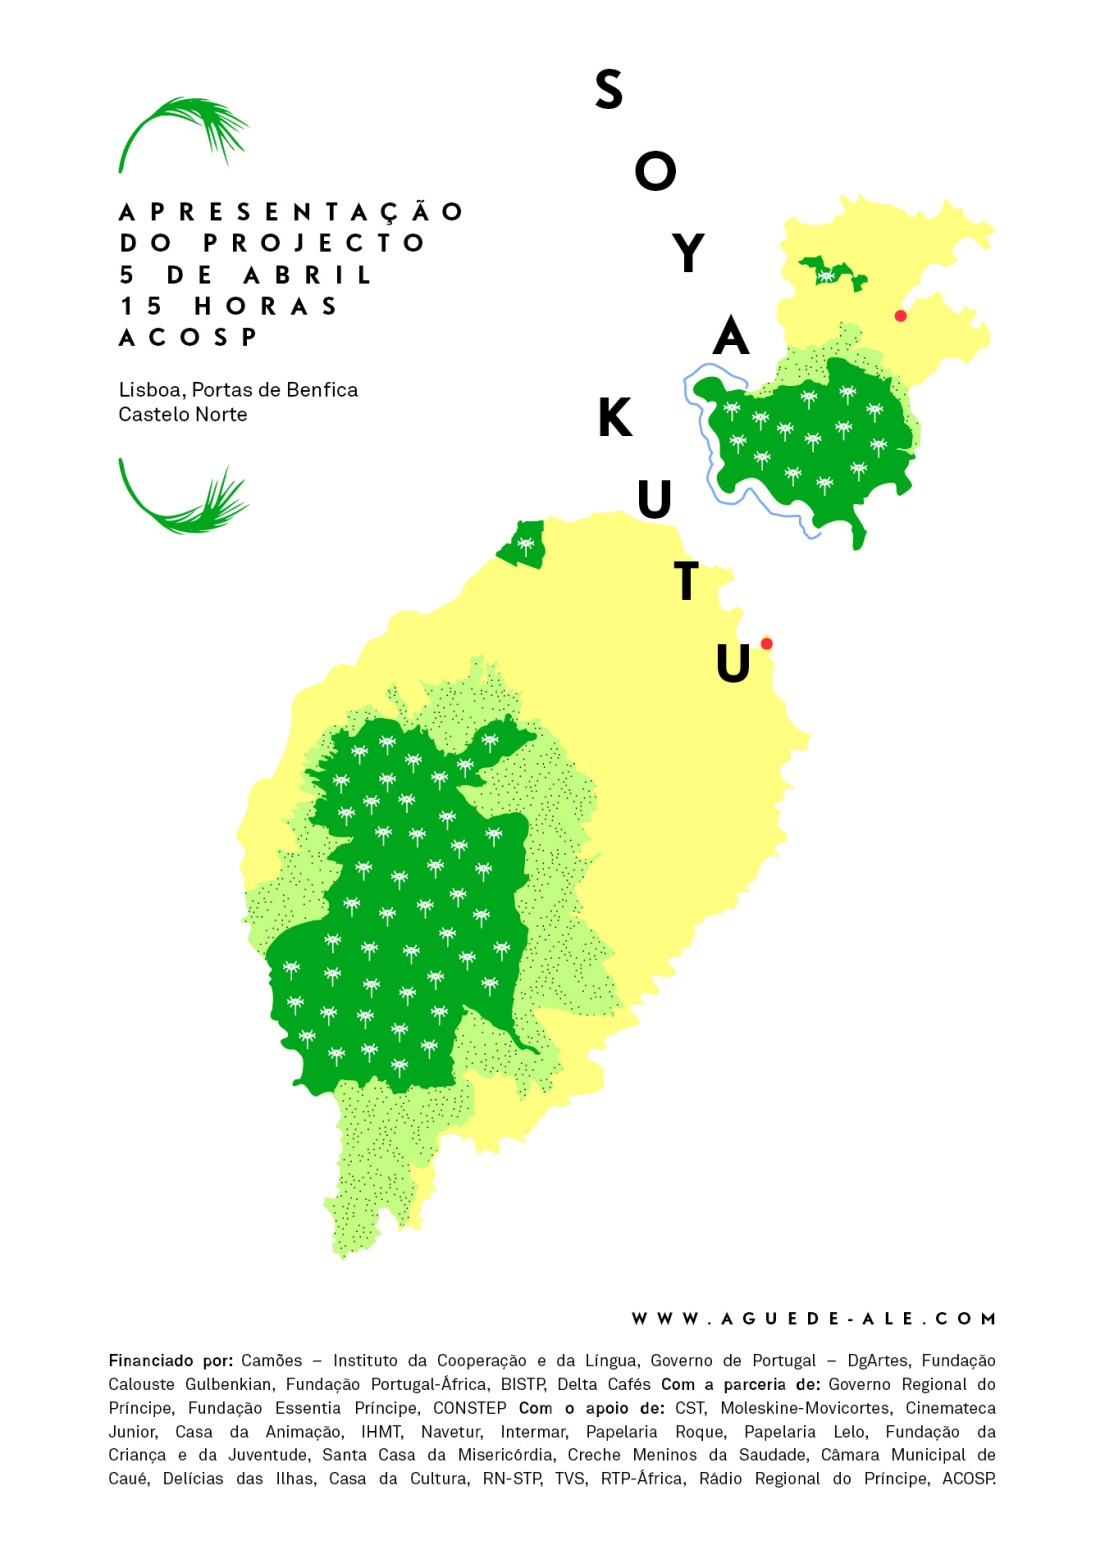 SOYA
KUTU
APRESENTAÇÃO
DO PROJECTO
5 DE ABRIL
15 HORAS
ACOSP
Lisboa, Portas de Benfica
Castelo Norte
WWW.AGUEDE-ALE.COM
Financiado por: Camões – Instituto da Cooperação e da Língua, Governo de Portugal – DgArtes, Fundação
Calouste Gulbenkian, Fundação Portugal-África, BISTP, Delta Cafés Com a parceria de: Governo Regional do
Príncipe, Fundação Essentia Príncipe, CONSTEP Com o apoio de: CST, Moleskine-Movicortes, Cinemateca
Junior, Casa da Animação, IHMT, Navetur, Intermar, Papelaria Roque, Papelaria Lelo, Fundação da
Criança e da Juventude, Santa Casa da Misericórdia, Creche Meninos da Saudade, Câmara Municipal de
Caué, Delícias das Ilhas, Casa da Cultura, RN-STP, TVS, RTP-África, Rádio Regional do Príncipe, ACOSP.